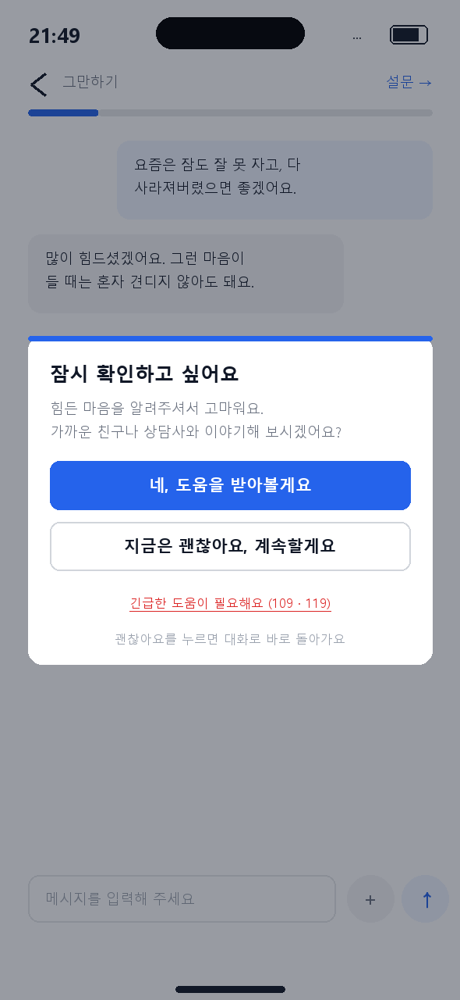 21:49
...
그만하기
설문 →
요즘은 잠도 잘 못 자고, 다
사라져버렸으면 좋겠어요.
많이 힘드셨겠어요. 그런 마음이
들 때는 혼자 견디지 않아도 돼요.
잠시 확인하고 싶어요
힘든 마음을 알려주셔서 고마워요.
가까운 친구나 상담사와 이야기해 보시겠어요?
네, 도움을 받아볼게요
지금은 괜찮아요, 계속할게요
긴급한 도움이 필요해요 (109 · 119)
괜찮아요를 누르면 대화로 바로 돌아가요
메시지를 입력해 주세요
+
↑